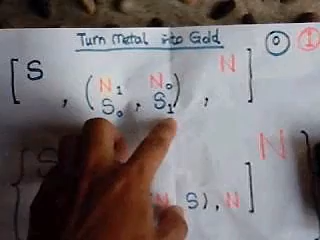 Turn Metal into Gold
0 1
[ S , ( N1 N0
S0 , S1 ) , N ]
N
S), N ]